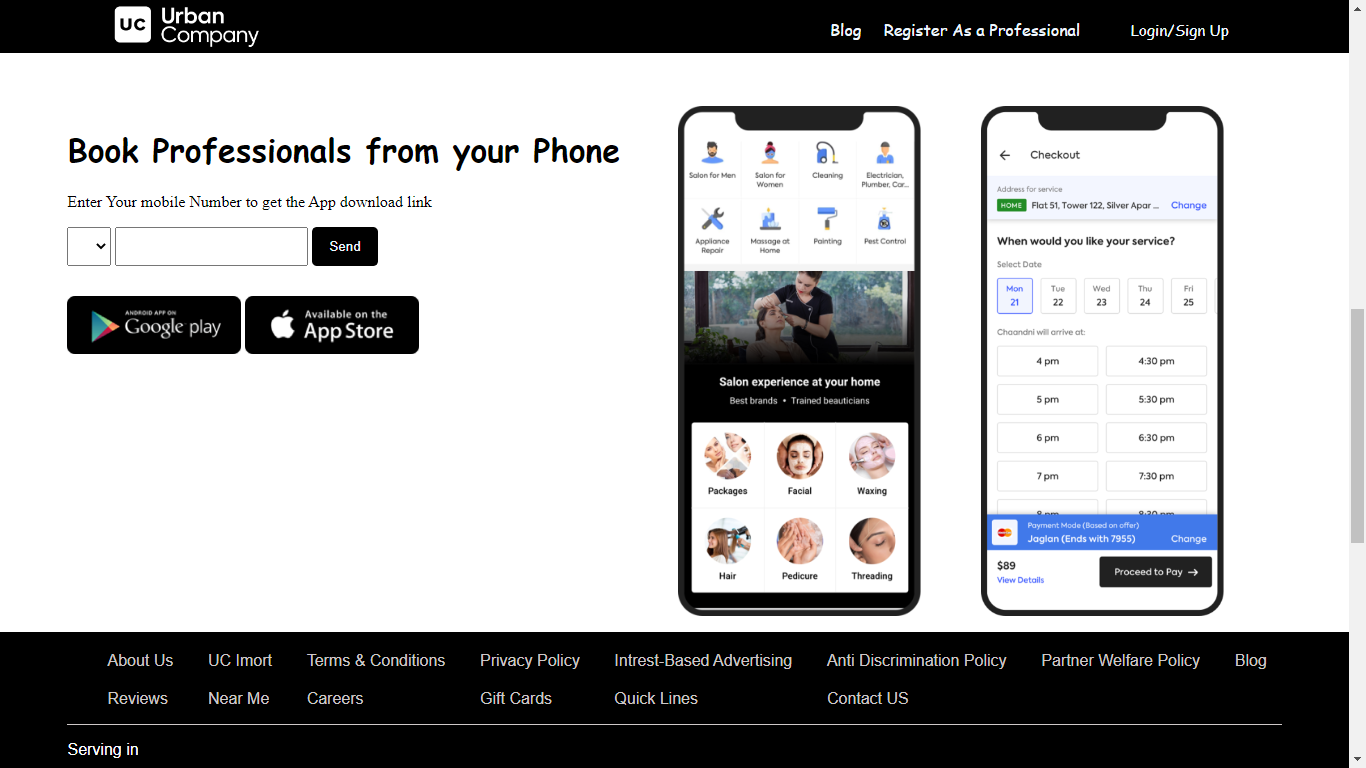 UC Urban Company
Blog Register As a Professional Login/Sign Up
Book Professionals from your Phone
Enter Your mobile Number to get the App download link
Send
ANDROID APP ON
Google play
Available on the
App Store
Salon for Men
Salon for
Women
Cleaning
Electrician,
Plumber, Car...
Appliance
Repair
Massage at
Home
Painting
Pest Control
Salon experience at your home
Best brands • Trained beauticians
Packages Facial Waxing
Hair Pedicure Threading
Checkout
Address for service
HOME Flat 51, Tower 122, Silver Apar ... Change
When would you like your service?
Select Date
Mon Tue Wed Thu Fri
21 22 23 24 25
Chaandni will arrive at:
4 pm 4:30 pm
5 pm 5:30 pm
6 pm 6:30 pm
7 pm 7:30 pm
8 pm 8:30 pm
Payment Mode (Based on offer)
Jaglan (Ends with 7955) Change
$89
View Details
Proceed to Pay →
About Us UC Imort Terms & Conditions Privacy Policy Intrest-Based Advertising Anti Discrimination Policy Partner Welfare Policy Blog
Reviews Near Me Careers Gift Cards Quick Lines Contact US
Serving in